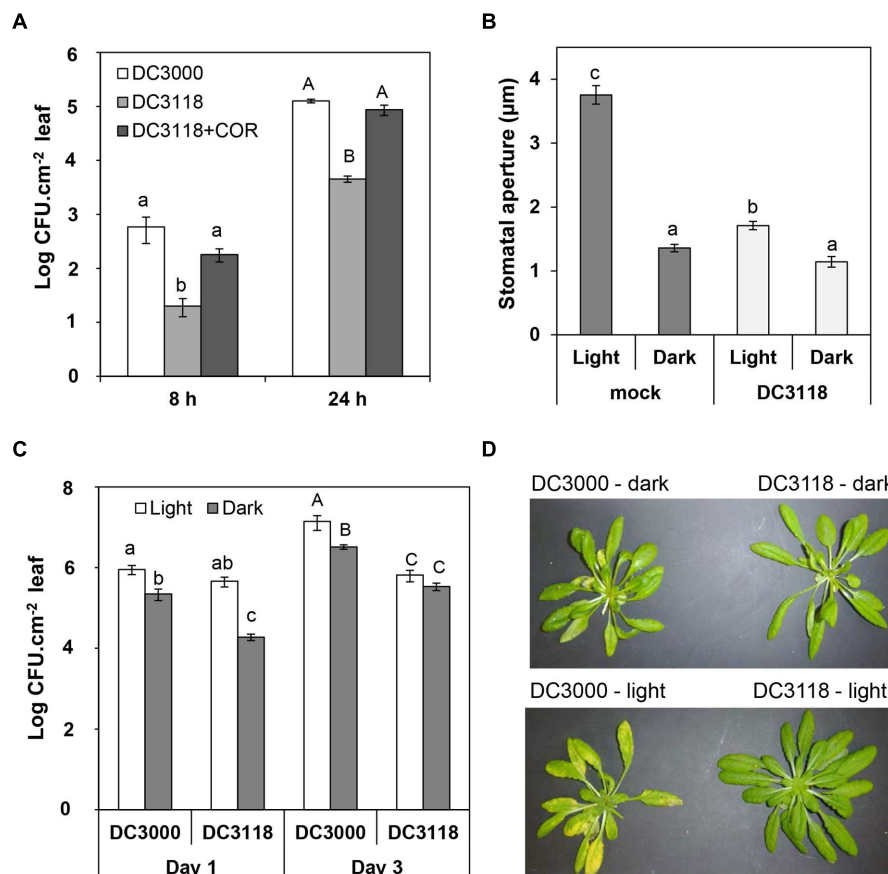 A
6
5
4
3
2
1
0
Log CFU.cm-2 leaf
DC3000
DC3118
DC3118+COR
a
b
a
A
B
A
8 h
24 h
B
4
3
2
1
0
Stomatal aperture (µm)
c
a
b
a
Light Dark Light Dark
mock DC3118
C
8
6
4
2
0
Log CFU.cm-2 leaf
Light Dark
a
b
ab
c
A
B
C C
DC3000 DC3118 DC3000 DC3118
Day 1 Day 3
D
DC3000 - dark DC3118 - dark
DC3000 - light DC3118 - light